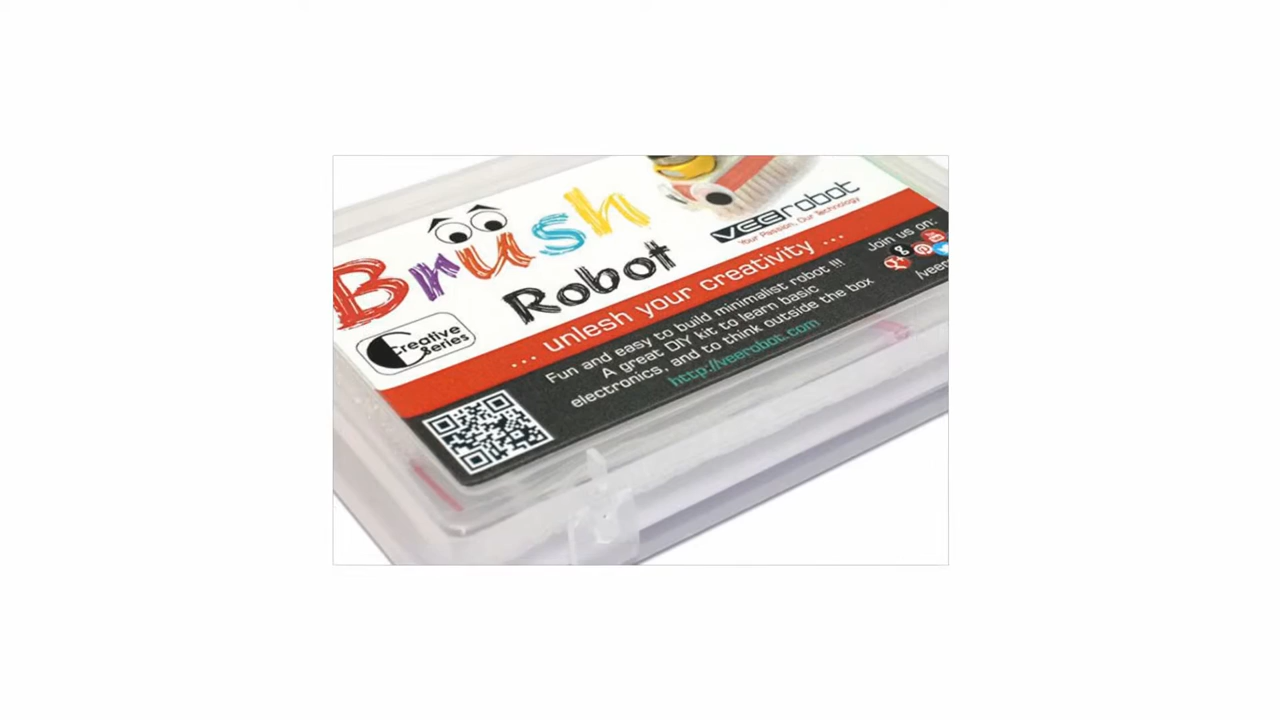 Brush
Robot
VEErobot
Your Passion, Our Technology
Creative
Series
... unlesh your creativity ...
Fun and easy to build minimalist robot !!!
A great DIY kit to learn basic
electronics, and to think outside the box
http://veerobot.com
Join us on:
/veer